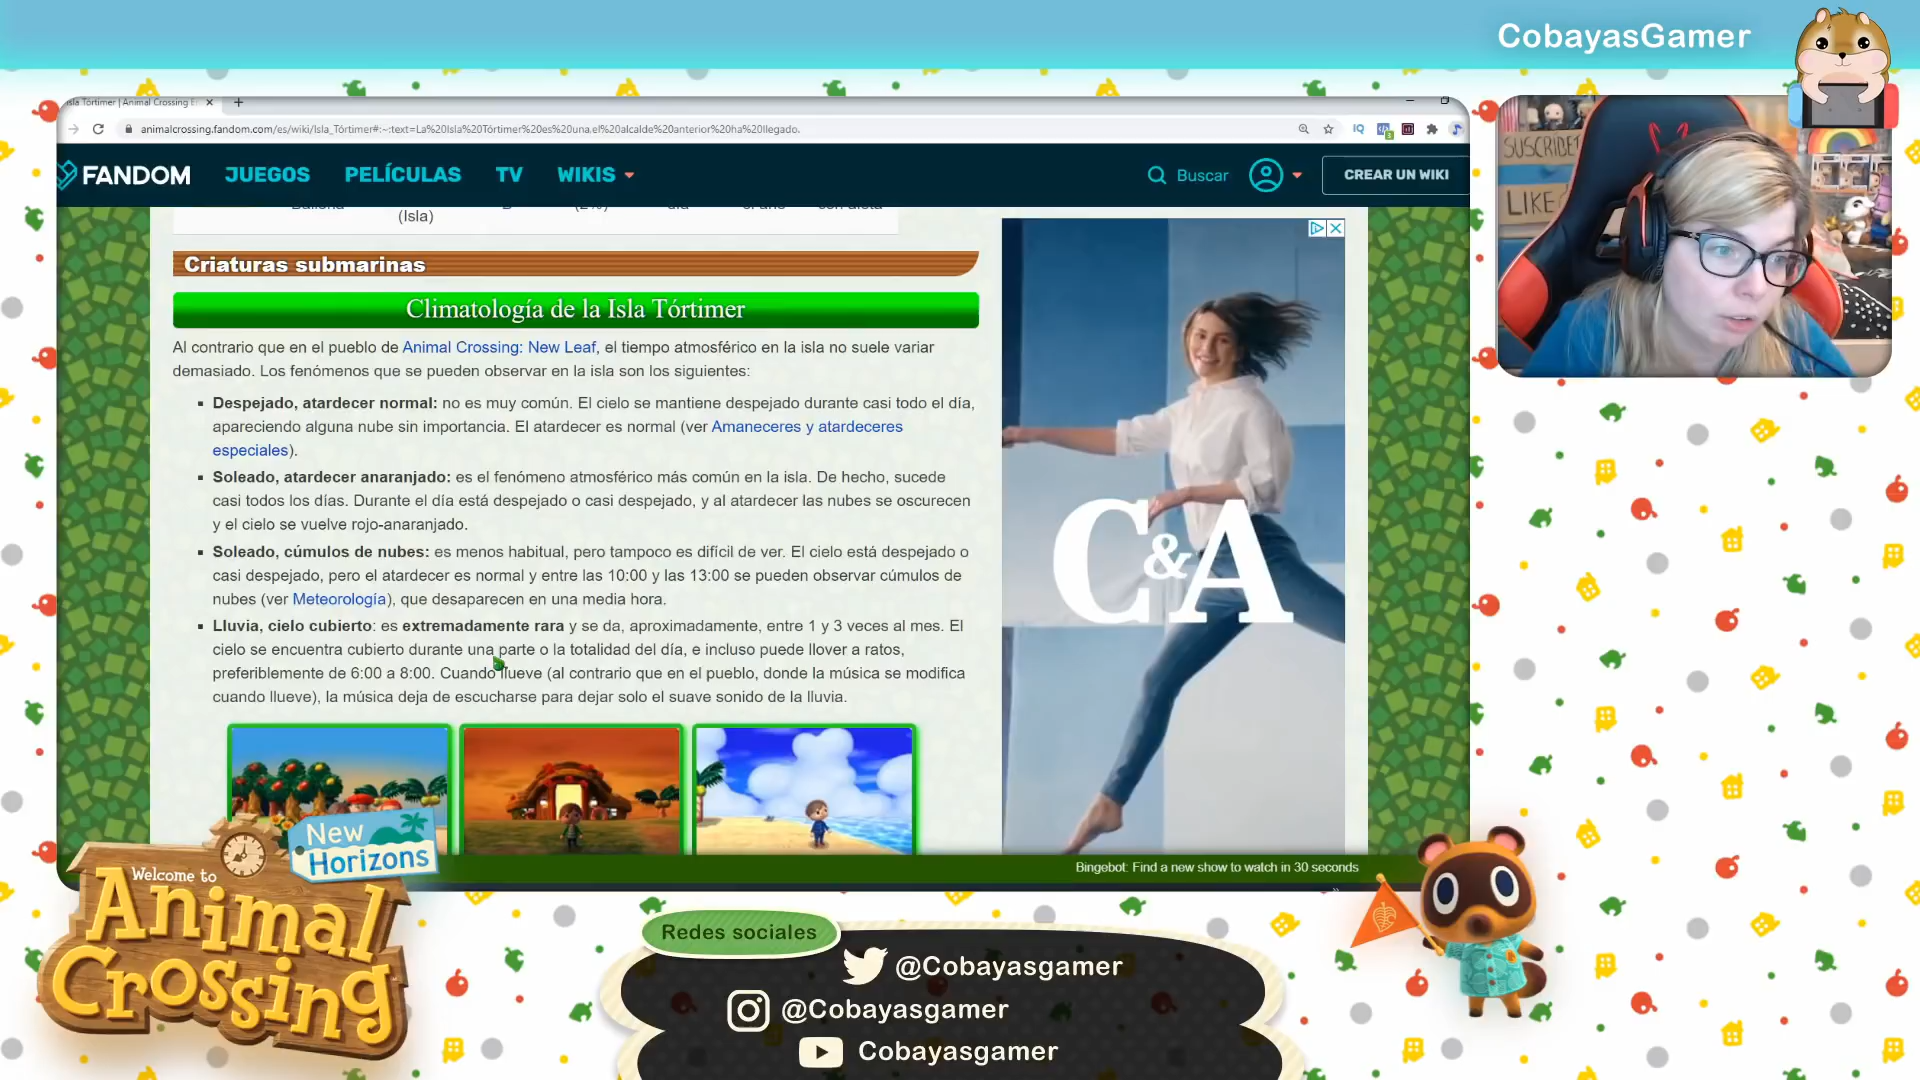 CobayasGamer
Isla Tórtimer | Animal Crossing E
animalcrossing.fandom.com/es/wiki/Isla_Tórtimer#:~:text=La%20Isla%20Tórtimer%20es%20una,el%20alcalde%20anterior%20ha%20llegado.
FANDOM
JUEGOS
PELÍCULAS
TV
WIKIS
Buscar
CREAR UN WIKI
SUSCRIBETE
LIKE
(Isla)
(2%)
día
el año
con aleta
Criaturas submarinas
Climatología de la Isla Tórtimer
Al contrario que en el pueblo de Animal Crossing: New Leaf, el tiempo atmosférico en la isla no suele variar
demasiado. Los fenómenos que se pueden observar en la isla son los siguientes:
Despejado, atardecer normal: no es muy común. El cielo se mantiene despejado durante casi todo el día,
apareciendo alguna nube sin importancia. El atardecer es normal (ver Amaneceres y atardeceres
especiales).
Soleado, atardecer anaranjado: es el fenómeno atmosférico más común en la isla. De hecho, sucede
casi todos los días. Durante el día está despejado o casi despejado, y al atardecer las nubes se oscurecen
y el cielo se vuelve rojo-anaranjado.
Soleado, cúmulos de nubes: es menos habitual, pero tampoco es difícil de ver. El cielo está despejado o
casi despejado, pero el atardecer es normal y entre las 10:00 y las 13:00 se pueden observar cúmulos de
nubes (ver Meteorología), que desaparecen en una media hora.
Lluvia, cielo cubierto: es extremadamente rara y se da, aproximadamente, entre 1 y 3 veces al mes. El
cielo se encuentra cubierto durante una parte o la totalidad del día, e incluso puede llover a ratos,
preferiblemente de 6:00 a 8:00. Cuando llueve (al contrario que en el pueblo, donde la música se modifica
cuando llueve), la música deja de escucharse para dejar solo el suave sonido de la lluvia.
C&A
Bingebot: Find a new show to watch in 30 seconds
Welcome to
Animal
Crossing
New
Horizons
Redes sociales
@Cobayasgamer
@Cobayasgamer
Cobayasgamer